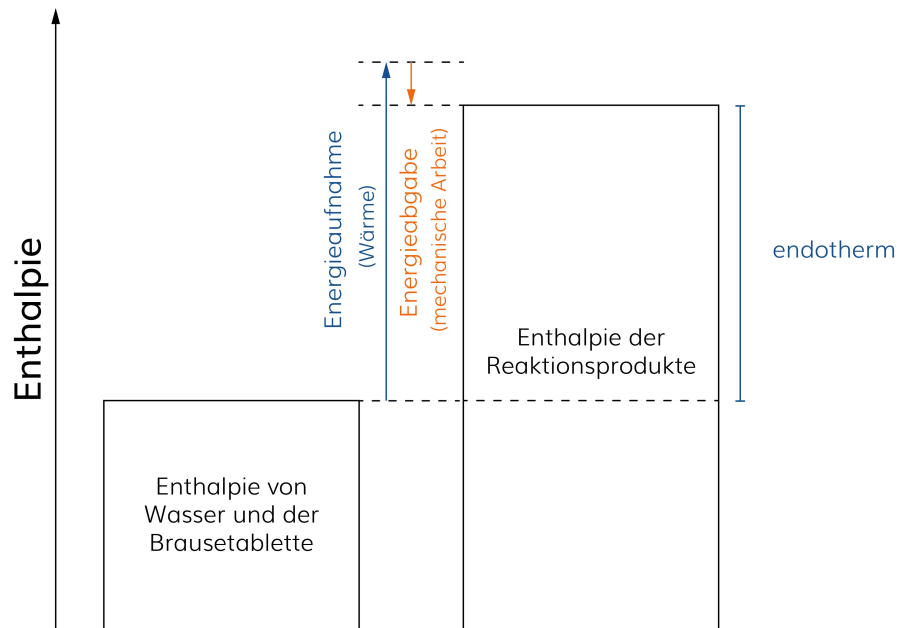 Enthalpie
Energieaufnahme
(Wärme)
Energieabgabe
(mechanische Arbeit)
endotherm
Enthalpie der
Reaktionsprodukte
Enthalpie von
Wasser und der
Brausetablette